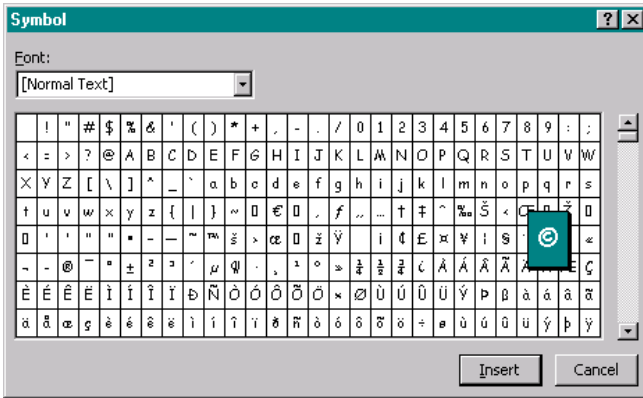 Symbol
Font:
[Normal Text]
! " # $ % & ' ( ) * + , - . / 0 1 2 3 4 5 6 7 8 9 : ;
< = > ? @ A B C D E F G H I J K L M N O P Q R S T U V W
X Y Z [ \ ] ^ _ ` a b c d e f g h i j k l m n o p q r s
t u v w x y z { | } ~ € ‚ ƒ „ … † ‡ ˆ ‰ Š ‹
‘ ’ “ ” • – — ˜ ™ š › œ ž Ÿ ¡ ¢ £ ¤ ¥ ¦ § © «
¬ - ® ¯ ° ± ² ³ ´ µ ¶ · ¸ ¹ º » ¼ ½ ¾ ¿ À Á Â Ã Ç
È É Ê Ë Ì Í Î Ï Ð Ñ Ò Ó Ô Õ Ö × Ø Ù Ú Û Ü Ý Þ ß à á â ã
ä å æ ç è é ê ë ì í î ï ð ñ ò ó ô õ ö ÷ ø ù ú û ü ý þ ÿ
Insert Cancel